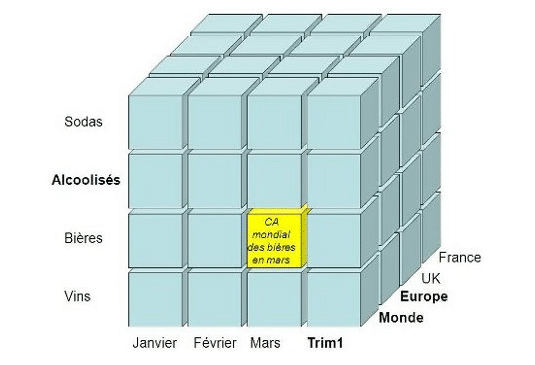 Sodas
Alcoolisés
Bières
Vins
CA
mondial
des bières
en mars
France
UK
Europe
Monde
Janvier Février Mars Trim1